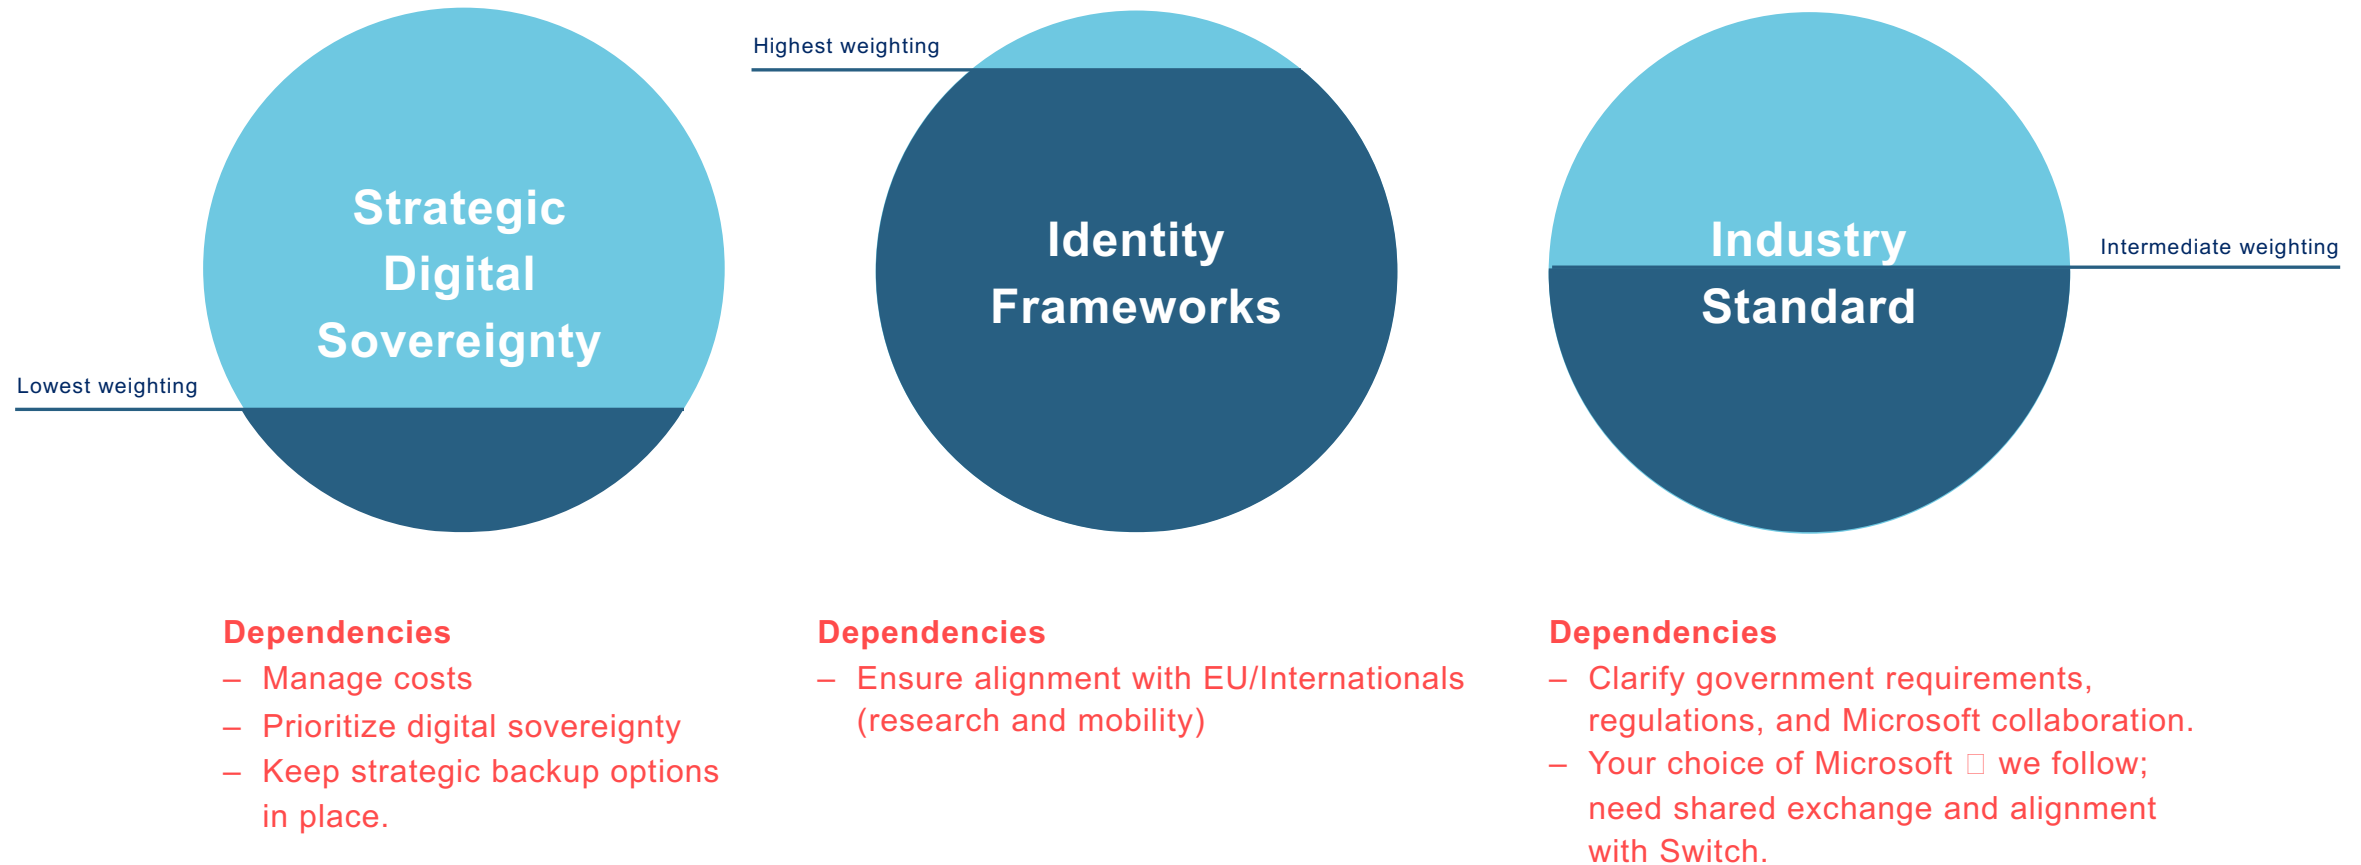 Lowest weighting
Strategic
Digital
Sovereignty
Highest weighting
Identity
Frameworks
Industry
Standard
Intermediate weighting
Dependencies
– Manage costs
– Prioritize digital sovereignty
– Keep strategic backup options
in place.
Dependencies
– Ensure alignment with EU/Internationals
(research and mobility)
Dependencies
– Clarify government requirements,
regulations, and Microsoft collaboration.
– Your choice of Microsoft □ we follow;
need shared exchange and alignment
with Switch.